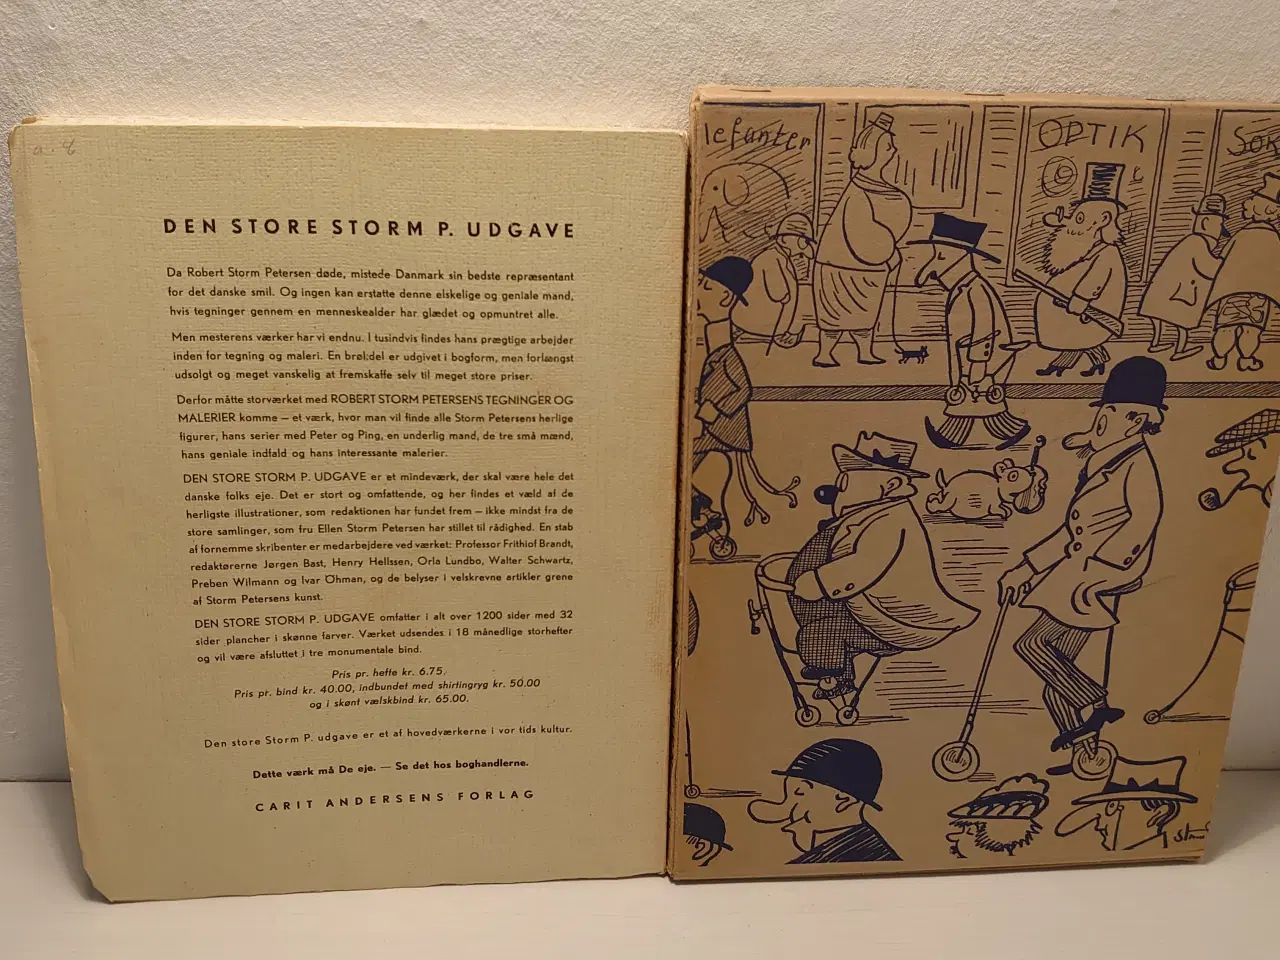 a. 8
DEN STORE STORM P. UDGAVE
Da Robert Storm Petersen døde, mistede Danmark sin bedste repræsentant
for det danske smil. Og ingen kan erstatte denne elskelige og geniale mand,
hvis tegninger gennem en menneskealder har glædet og opmuntret alle.
Men mesterens værker har vi endnu. I tusindvis findes hans prægtige arbejder
inden for tegning og maleri. En brøkdel er udgivet i bogform, men forlængst
udsolgt og meget vanskelig at fremskaffe selv til meget store priser.
Derfor måtte storværket med ROBERT STORM PETERSENS TEGNINGER OG
MALERIER komme — et værk, hvor man vil finde alle Storm Petersens herlige
figurer, hans serier med Peter og Ping, en underlig mand, de tre små mænd,
hans geniale indfald og hans interessante malerier.
DEN STORE STORM P. UDGAVE er et mindeværk, der skal være hele det
danske folks eje. Det er stort og omfattende, og her findes et væld af de
herligste illustrationer, som redaktionen har fundet frem — ikke mindst fra de
store samlinger, som fru Ellen Storm Petersen har stillet til rådighed. En stab
af fornemme skribenter er medarbejdere ved værket: Professor Frithiof Brandt,
redaktørerne Jørgen Bast, Henry Hellssen, Orla Lundbo, Walter Schwartz,
Preben Wilmann og Ivar Öhman, og de belyser i velskrevne artikler grene
af Storm Petersens kunst.
DEN STORE STORM P. UDGAVE omfatter i alt over 1200 sider med 32
sider plancher i skønne farver. Værket udsendes i 18 månedlige storhefter
og vil være afsluttet i tre monumentale bind.
Pris pr. hefte kr. 6.75.
Pris pr. bind kr. 40.00, indbundet med shirtingryg kr. 50.00
og i skønt vælskbind kr. 65.00.
Den store Storm P. udgave er et af hovedværkerne i vor tids kultur.
Dette værk må De eje. — Se det hos boghandlerne.
CARIT ANDERSENS FORLAG
lefanter
OPTIK
SOK